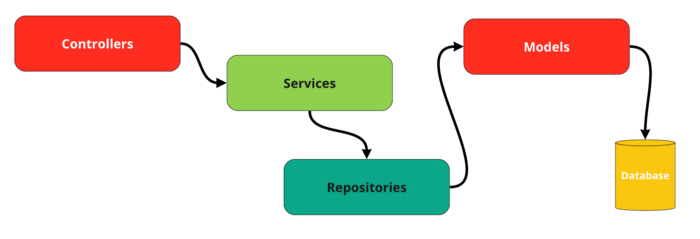 Controllers
Services
Repositories
Models
Database